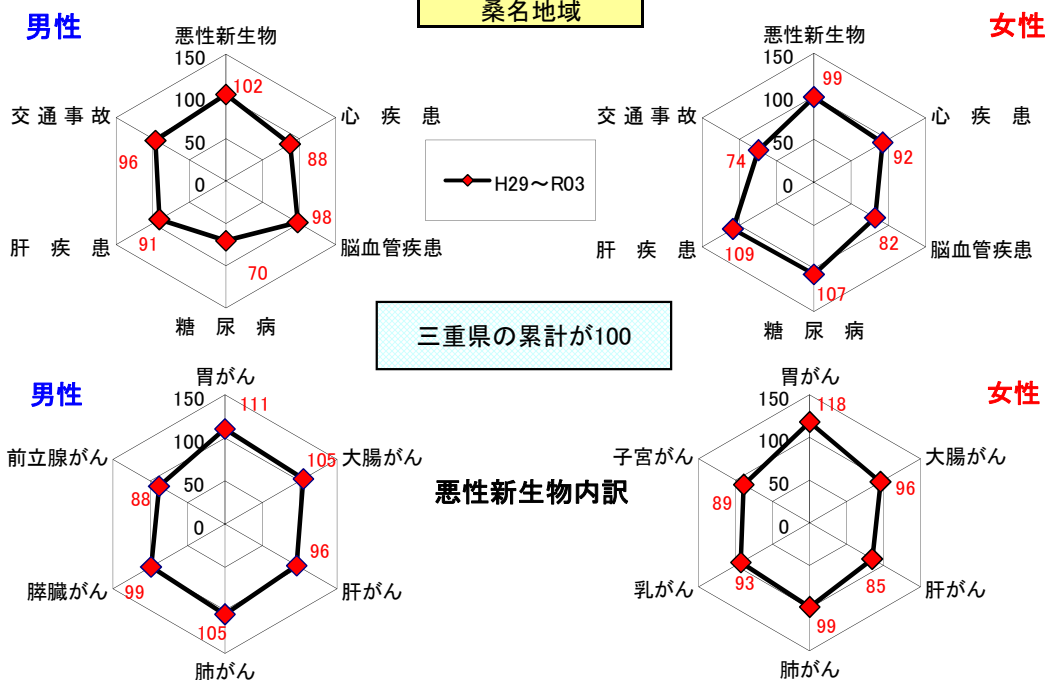 桑名地域
男性
女性
悪性新生物
150
100
50
0
102
心 疾 患
88
脳血管疾患
98
糖 尿 病
70
肝 疾 患
91
交 通 事 故
96
H29～R03
悪性新生物
150
100
50
0
99
心 疾 患
92
脳血管疾患
82
糖 尿 病
107
肝 疾 患
109
交 通 事 故
74
三重県の累計が100
男性
女性
胃がん
150
100
50
0
111
大腸がん
105
肝がん
96
肺がん
105
膵臓がん
99
前立腺がん
88
悪性新生物内訳
胃がん
150
100
50
0
118
大腸がん
96
肝がん
85
肺がん
99
乳がん
93
子宮がん
89